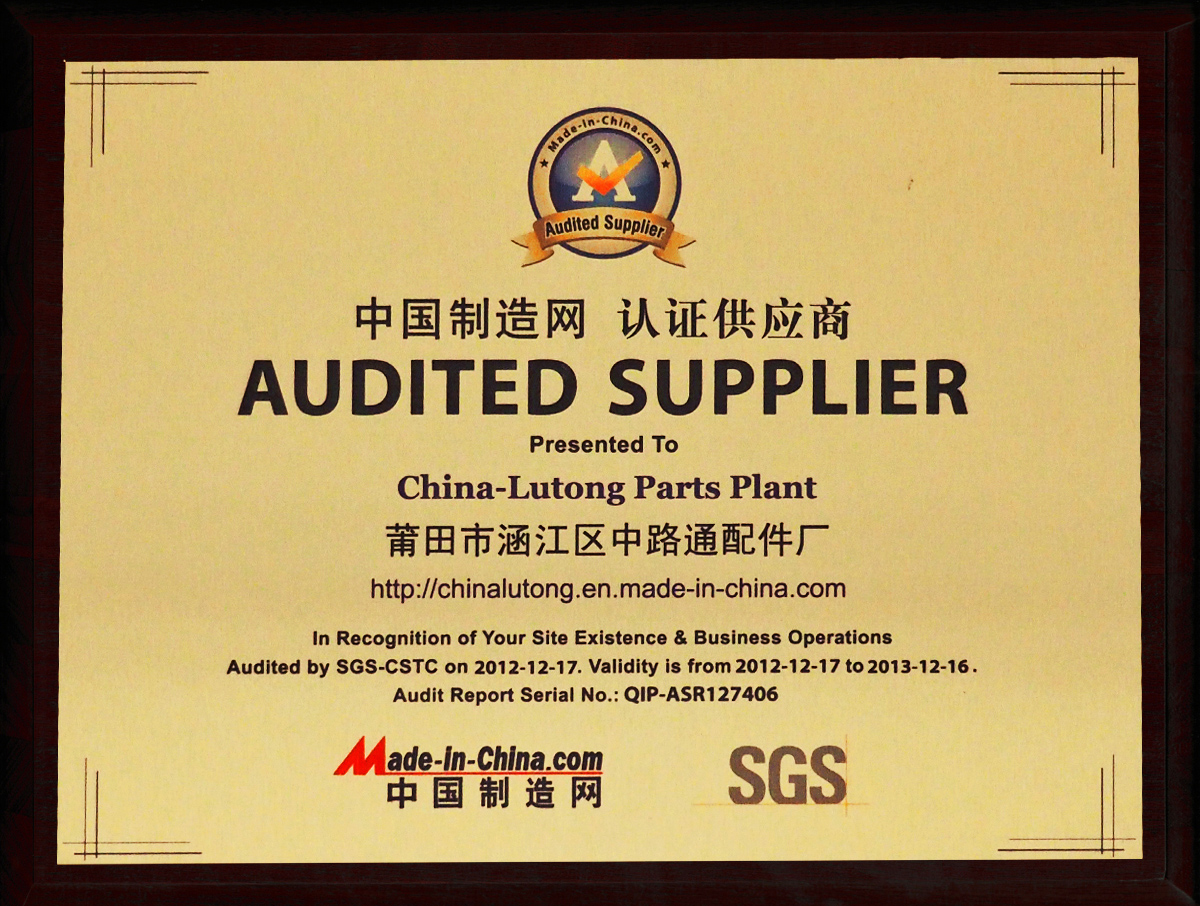 Made-in-China.com
A
Audited Supplier
中国制造网 认证供应商
AUDITED SUPPLIER
Presented To
China-Lutong Parts Plant
莆田市涵江区中路通配件厂
http://chinalutong.en.made-in-china.com
In Recognition of Your Site Existence & Business Operations
Audited by SGS-CSTC on 2012-12-17. Validity is from 2012-12-17 to 2013-12-16.
Audit Report Serial No.: QIP-ASR127406
Made-in-China.com
中国制造网
SGS